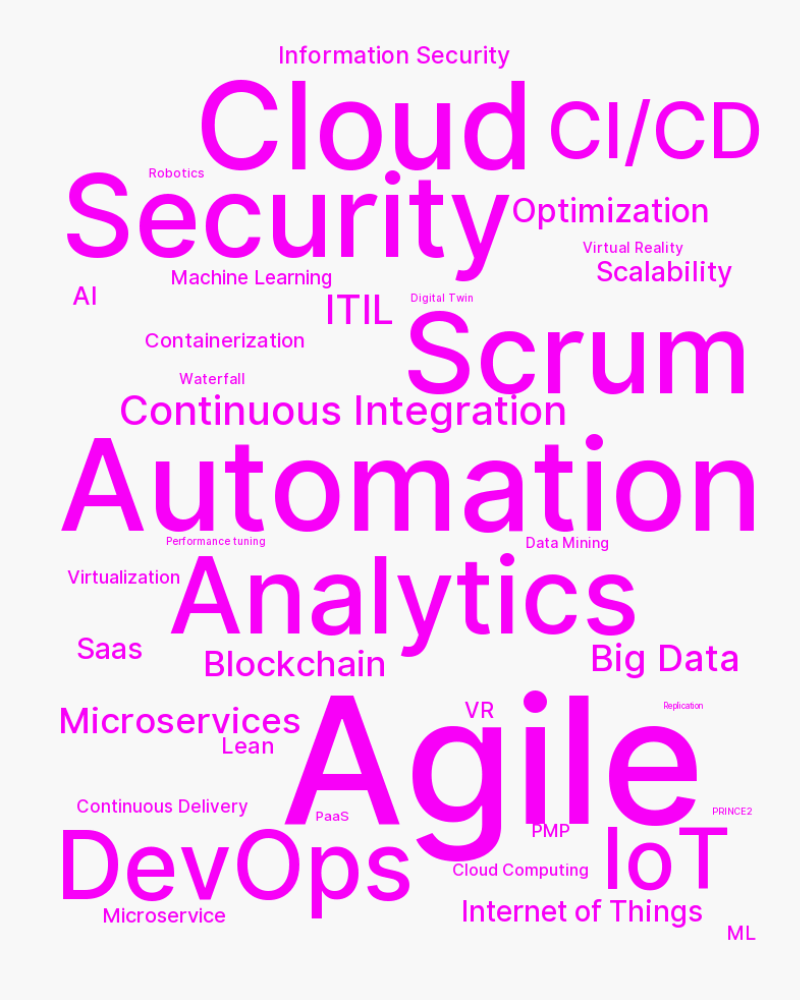 Information Security
Cloud
CI/CD
Robotics
Security
Optimization
Virtual Reality
Scalability
Machine Learning
AI
ITIL
Digital Twin
Scrum
Containerization
Waterfall
Continuous Integration
Automation
Performance tuning
Data Mining
Virtualization
Analytics
Saas
Blockchain
Big Data
Microservices
Agile
VR
Replication
Lean
Continuous Delivery
PaaS
PRINCE2
PMP
DevOps
IoT
Cloud Computing
Microservice
Internet of Things
ML